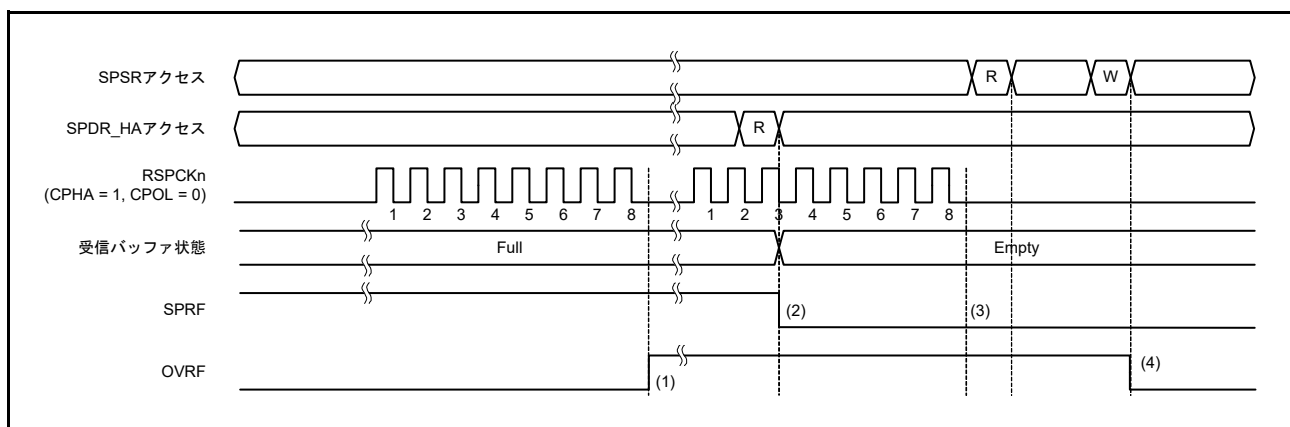 SPSRアクセス R W
SPDR_HAアクセス R
RSPCKn
(CPHA = 1, CPOL = 0)
1 2 3 4 5 6 7 8 1 2 3 4 5 6 7 8
受信バッファ状態 Full Empty
SPRF (2) (3)
OVRF (1) (4)